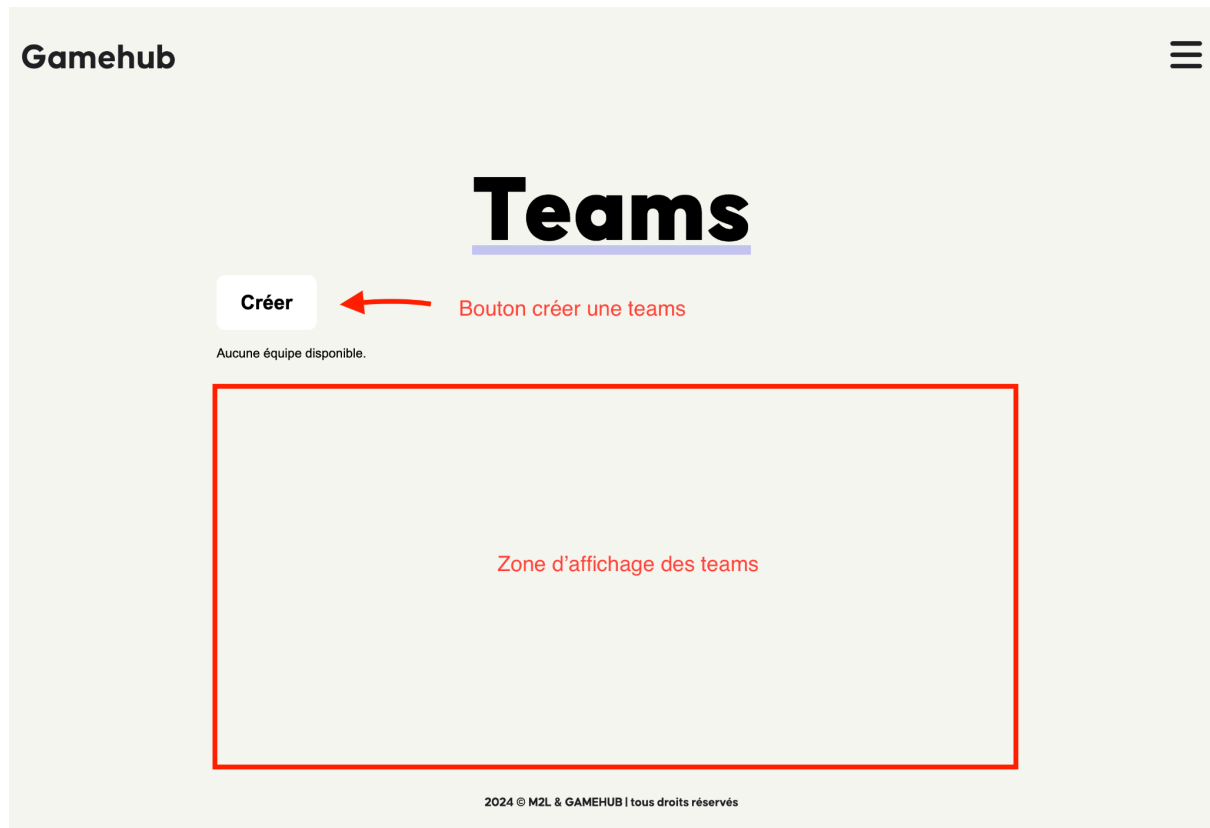 Gamehub
Teams
Créer
Bouton créer une teams
Aucune équipe disponible.
Zone d’affichage des teams
2024 © M2L & GAMEHUB | tous droits réservés